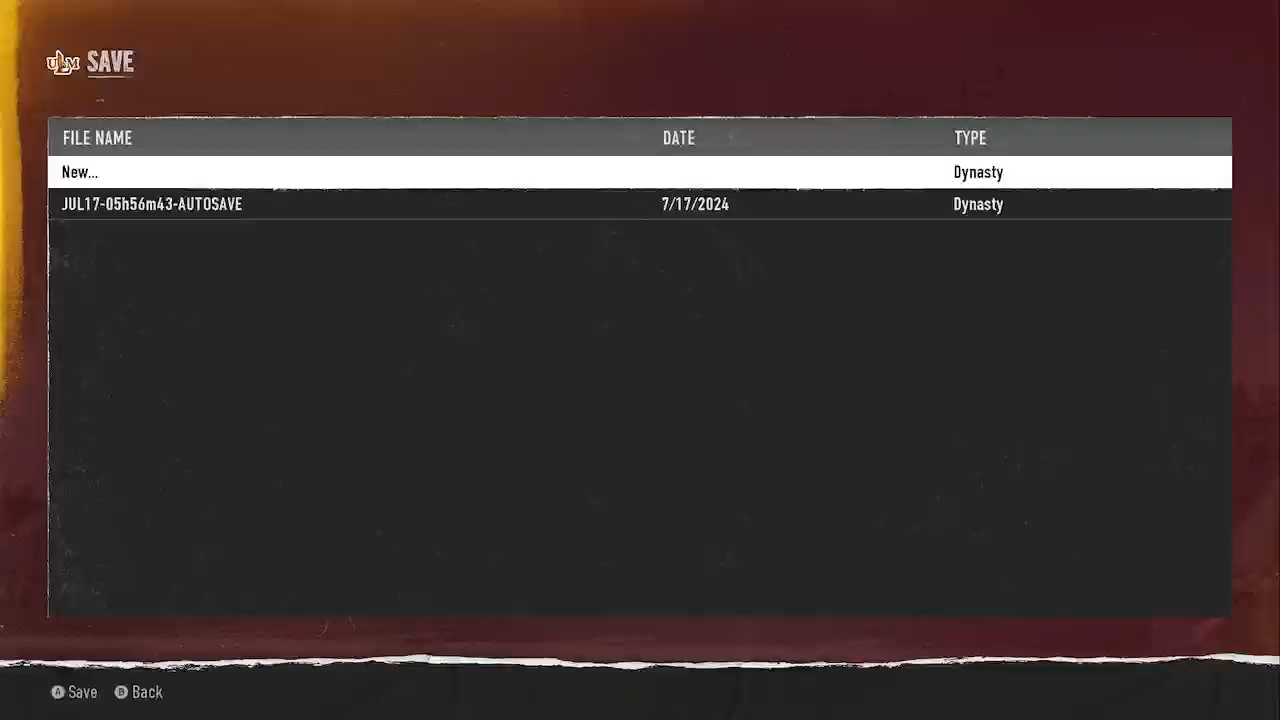 ULM SAVE
FILE NAME DATE TYPE
New... Dynasty
JUL17-05h56m43-AUTOSAVE 7/17/2024 Dynasty
A Save B Back